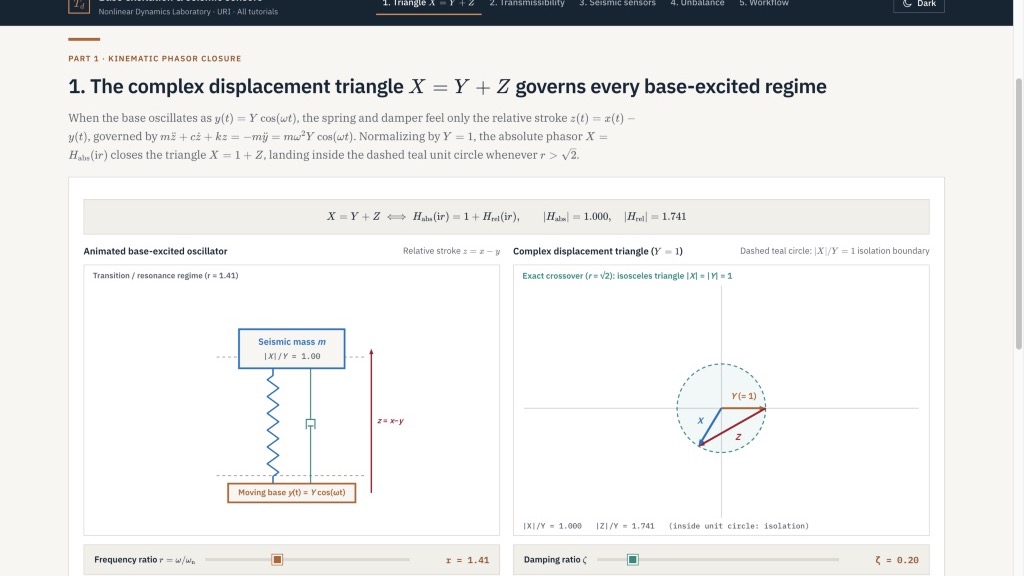 Nonlinear Dynamics Laboratory · URI · All tutorials
1. Triangle X = Y + Z
2. Transmissibility
3. Seismic sensors
4. Unbalance
5. Workflow
Dark
PART 1 · KINEMATIC PHASOR CLOSURE
1. The complex displacement triangle X = Y + Z governs every base-excited regime
When the base oscillates as y(t) = Y cos(ωt), the spring and damper feel only the relative stroke z(t) = x(t) −
y(t), governed by mz̈ + cż + kz = −mÿ = mω²Y cos(ωt). Normalizing by Y = 1, the absolute phasor X =
H_abs(ir) closes the triangle X = 1 + Z, landing inside the dashed teal unit circle whenever r > √2.
X = Y + Z ⟺ H_abs(ir) = 1 + H_rel(ir), |H_abs| = 1.000, |H_rel| = 1.741
Animated base-excited oscillator
Relative stroke z = x − y
Transition / resonance regime (r = 1.41)
Seismic mass m
|X|/Y = 1.00
z = x−y
Moving base y(t) = Y cos(ωt)
Complex displacement triangle (Y = 1)
Dashed teal circle: |X|/Y = 1 isolation boundary
Exact crossover (r = √2): isosceles triangle |X| = |Y| = 1
Y (= 1)
X
Z
|X|/Y = 1.000 |Z|/Y = 1.741 (inside unit circle: isolation)
Frequency ratio r = ω/ωₙ
r = 1.41
Damping ratio ζ
ζ = 0.20